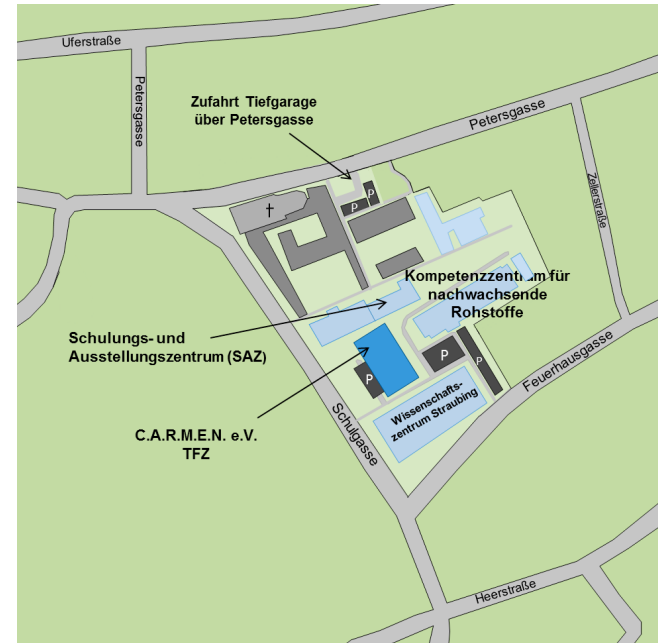 Uferstraße
Petersgasse
Zufahrt Tiefgarage
über Petersgasse
Petersgasse
Zellerstraße
P
P
Kompetenzzentrum für
nachwachsende
Rohstoffe
Schulungs- und
Ausstellungszentrum (SAZ)
P
P
P
Feuerhausgasse
Wissenschafts-
zentrum Straubing
Schulgasse
C.A.R.M.E.N. e.V.
TFZ
Heerstraße